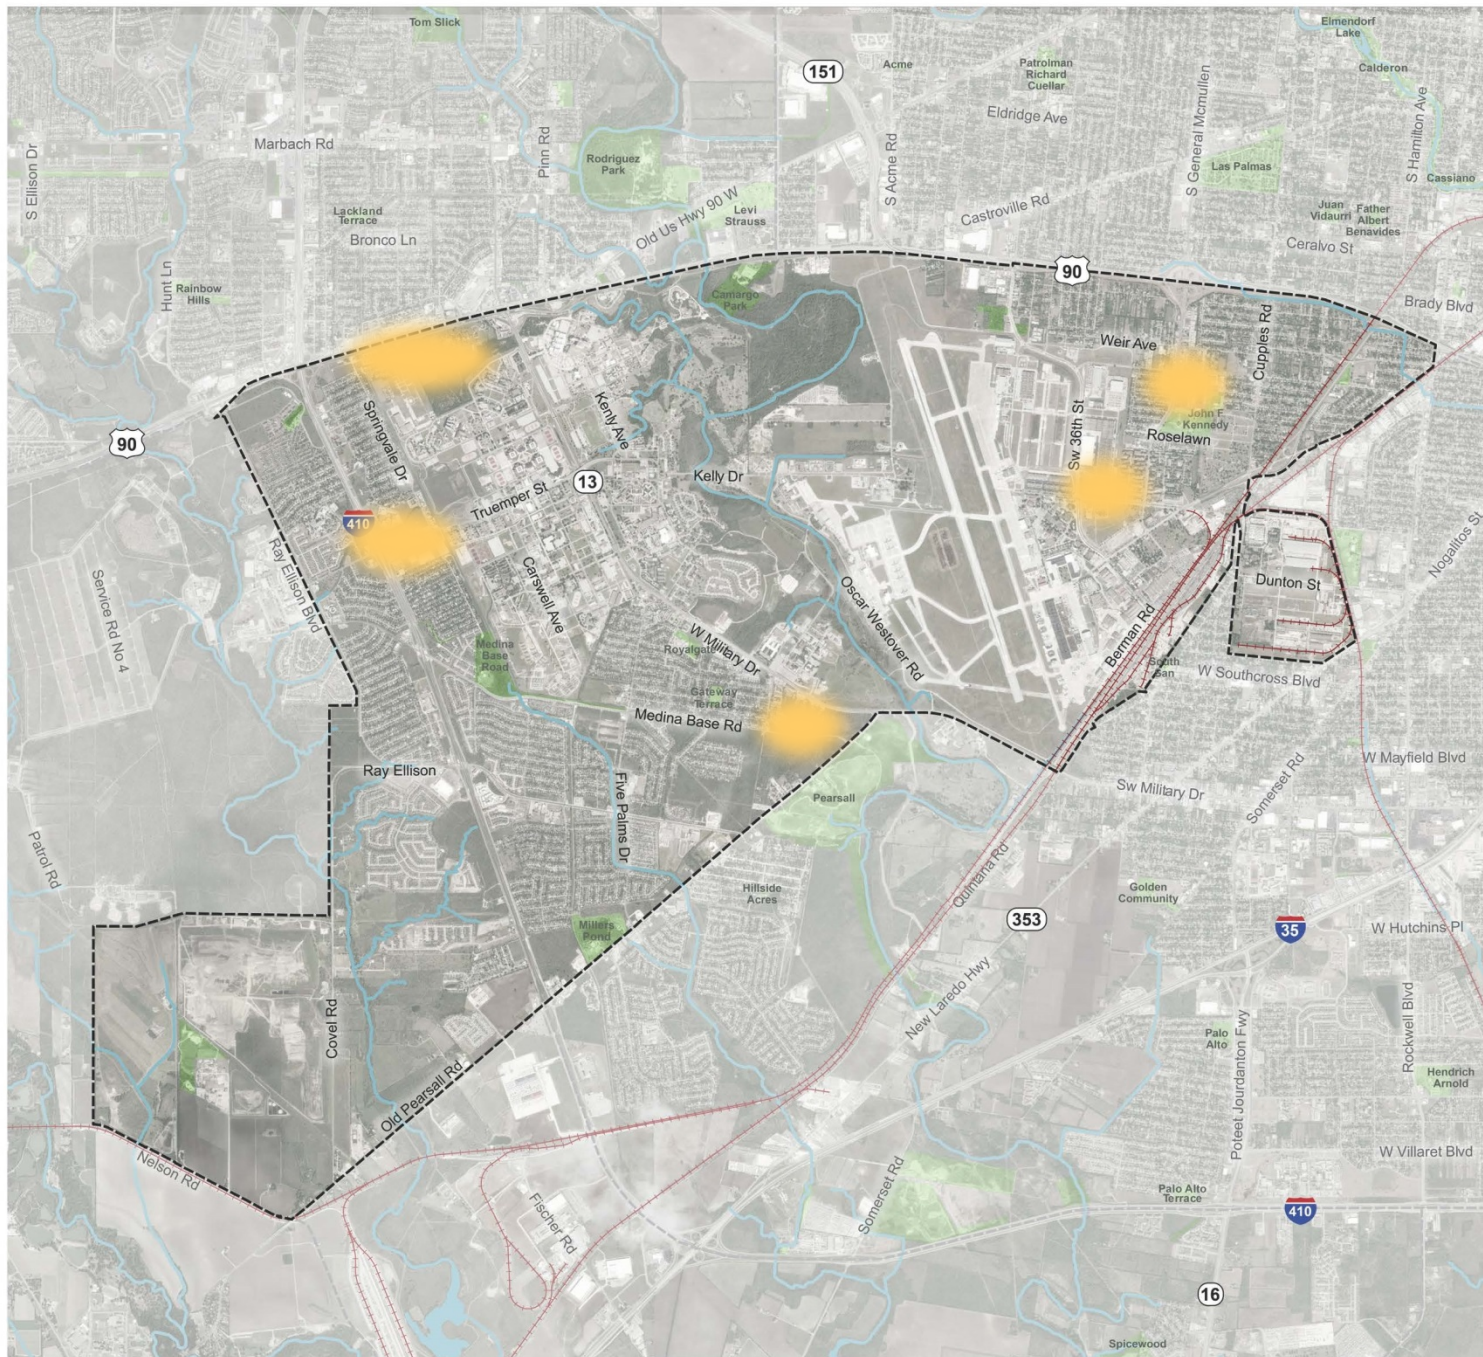 Tom Slick
Elmendorf
Lake
151
Acme
Patrolman
Richard
Cuellar
Calderon
Eldridge Ave
S General Mcmullen
S Hamilton Ave
Marbach Rd
Pinn Rd
S Ellison Dr
Rodriguez
Park
S Acme Rd
Las Palmas
Cassiano
Lackland
Terrace
Levi
Strauss
Old Us Hwy 90 W
Castroville Rd
Juan
Vidaurri
Father
Albert
Benavides
Bronco Ln
Ceralvo St
Hunt Ln
Rainbow
Hills
90
Camargo
Park
Brady Blvd
Weir Ave
Cupples Rd
Springvale Dr
Kenly Ave
John F
Kennedy
90
Sw 36th St
Roselawn
Kelly Dr
13
Truemper St
410
Nogalitos St
Ray Ellison Blvd
Service Rd No 4
Carswell Ave
Oscar Westover Rd
Dunton St
Berman Rd
Medina
Base
Road
W Military Dr
Royalgate
South
San
W Southcross Blvd
Gateway
Terrace
Medina Base Rd
Ray Ellison
Five Palms Dr
Pearsall
Sw Military Dr
Somerset Rd
W Mayfield Blvd
Patrol Rd
Quintana Rd
Hillside
Acres
Golden
Community
Millers
Pond
353
35
W Hutchins Pl
Covel Rd
New Laredo Hwy
Rockwell Blvd
Palo
Alto
Poteet Jourdanton Fwy
Hendrich
Arnold
Old Pearsall Rd
Nelson Rd
W Villaret Blvd
Fischer Rd
Somerset Rd
Palo Alto
Terrace
410
16
Spicewood